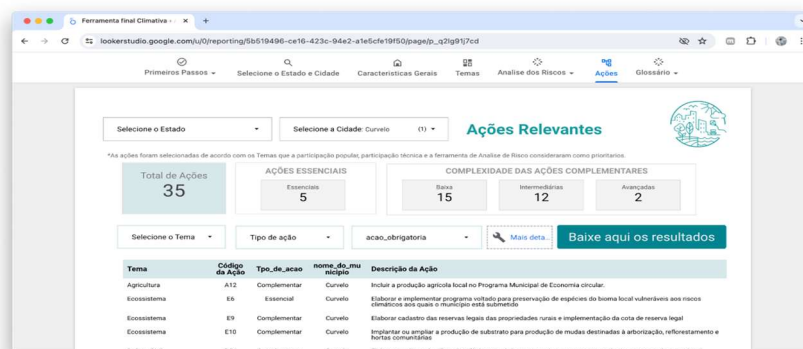 Ferramenta final Climativa -
lookerstudio.google.com/u/0/reporting/5b519496-ce16-423c-94e2-a1e5cfe19f50/page/p_q2lg91j7cd
Primeiros Passos
Selecione o Estado e Cidade
Características Gerais
Temas
Analise dos Riscos
Ações
Glossário
Selecione o Estado
Selecione a Cidade: Curvelo (1)
Ações Relevantes
*As ações foram selecionadas de acordo com os Temas que a participação popular, participação técnica e a ferramenta de Analise de Risco consideraram como prioritários.
Total de Ações
35
AÇÕES ESSENCIAIS
Essenciais
5
COMPLEXIDADE DAS AÇÕES COMPLEMENTARES
Baixa
15
Intermediárias
12
Avançadas
2
Selecione o Tema
Tipo de ação
acao_obrigatoria
Mais deta...
Baixe aqui os resultados
Tema Código da Ação Tpo_de_acao nome_do_municipio Descrição da Ação
Agricultura A12 Complementar Curvelo Incluir a produção agrícola local no Programa Municipal de Economia circular.
Ecossistema E6 Essencial Curvelo Elaborar e implementar programa voltado para preservação de espécies do bioma local vulneráveis aos riscos
climáticos aos quais o município está submetido
Ecossistema E9 Complementar Curvelo Elaborar cadastro das reservas legais das propriedades rurais e implementação da cota de reserva legal
Ecossistema E10 Complementar Curvelo Implantar ou ampliar a produção de substrato para produção de mudas destinadas à arborização, reflorestamento e
hortas comunitárias